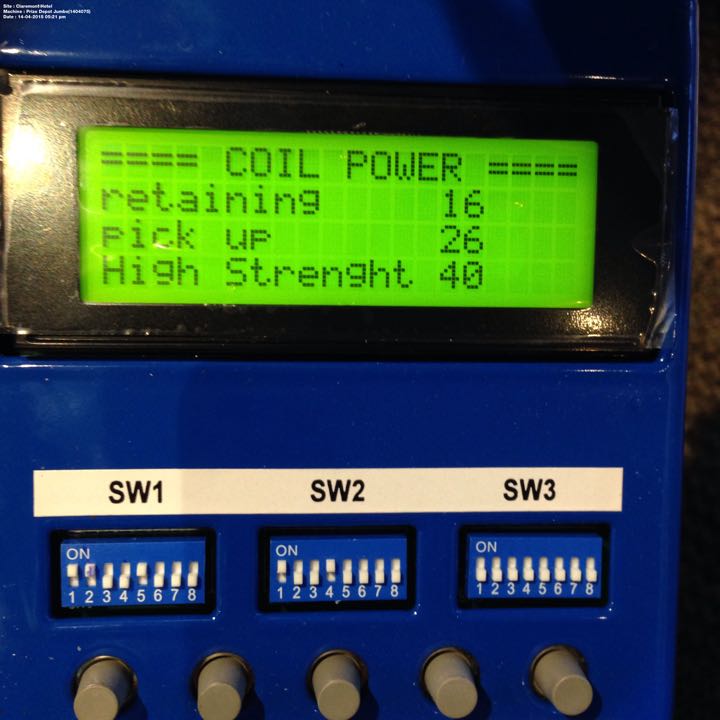 Site : Claremont Hotel
Machine : Prize Depot Jumbo(1404075)
Date : 14-04-2015 05:21 pm
==== COIL POWER ====
retaining 16
pick up 26
High Strenght 40
SW1 SW2 SW3
ON ON ON
1 2 3 4 5 6 7 8 1 2 3 4 5 6 7 8 1 2 3 4 5 6 7 8